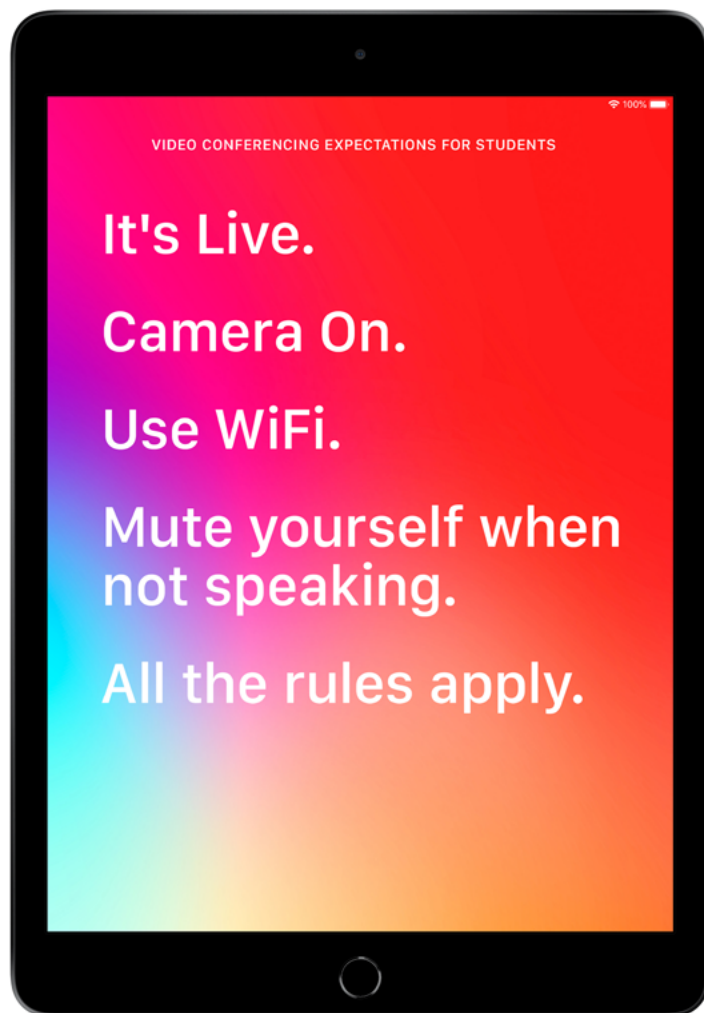 100%
VIDEO CONFERENCING EXPECTATIONS FOR STUDENTS
It's Live.
Camera On.
Use WiFi.
Mute yourself when
not speaking.
All the rules apply.